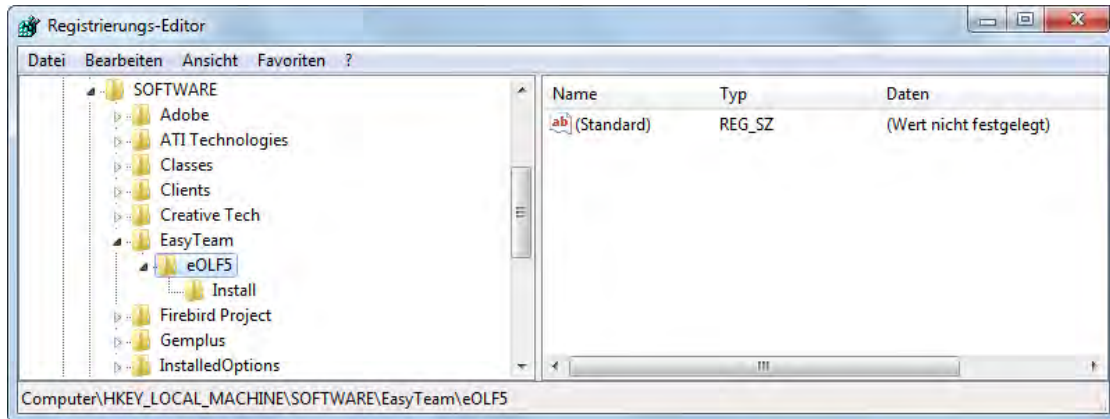 Registrierungs-Editor
Datei Bearbeiten Ansicht Favoriten ?
SOFTWARE
Adobe
ATI Technologies
Classes
Clients
Creative Tech
EasyTeam
eOLF5
Install
Firebird Project
Gemplus
InstalledOptions
Name Typ Daten
ab (Standard) REG_SZ (Wert nicht festgelegt)
Computer\HKEY_LOCAL_MACHINE\SOFTWARE\EasyTeam\eOLF5